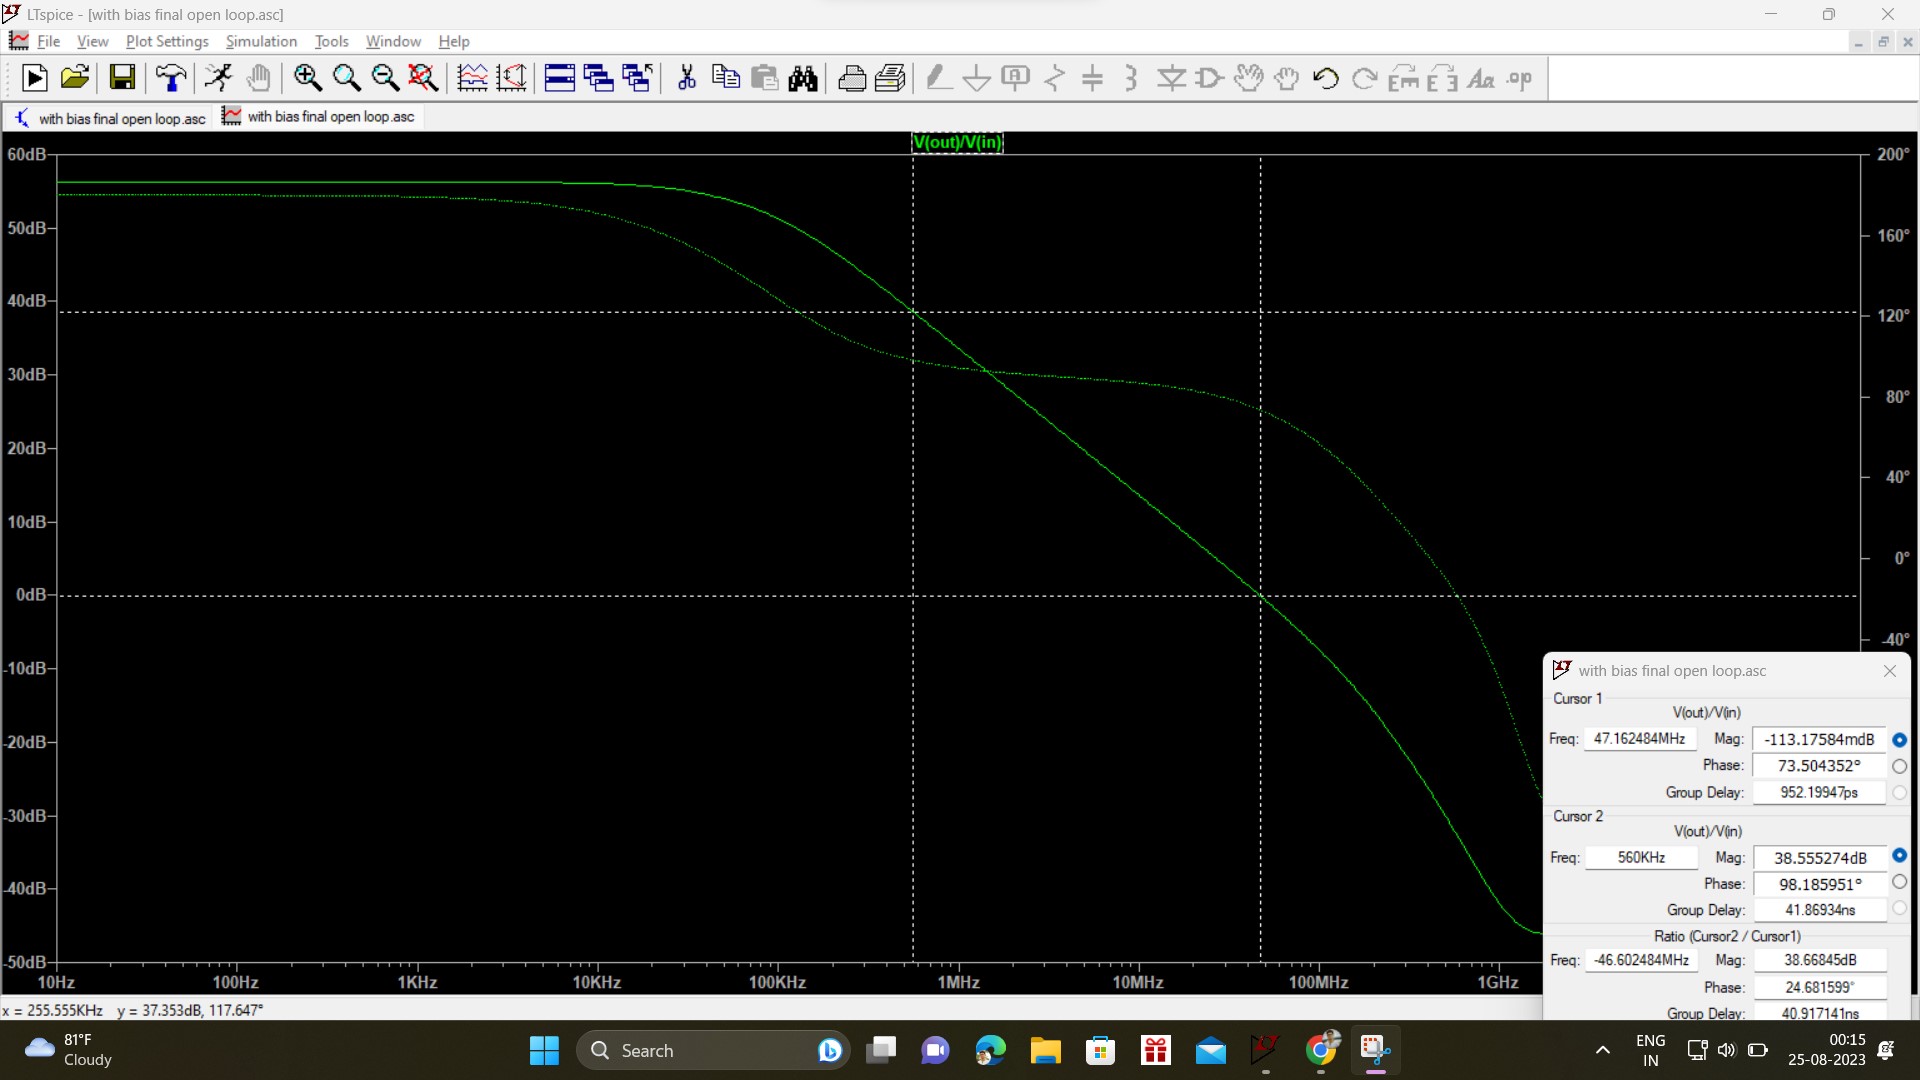 LTspice - [with bias final open loop.asc]
File View Plot Settings Simulation Tools Window Help
Aa .op
with bias final open loop.asc with bias final open loop.asc
V(out)/V(in)
60dB 200°
50dB 160°
40dB 120°
30dB 80°
20dB 40°
10dB 0°
0dB -40°
-10dB
-20dB
-30dB
-40dB
-50dB
10Hz 100Hz 1KHz 10KHz 100KHz 1MHz 10MHz 100MHz 1GHz
with bias final open loop.asc
Cursor 1
V(out)/V(in)
Freq: 47.162484MHz Mag: -113.17584mdB
Phase: 73.504352°
Group Delay: 952.19947ps
Cursor 2
V(out)/V(in)
Freq: 560KHz Mag: 38.555274dB
Phase: 98.185951°
Group Delay: 41.86934ns
Ratio (Cursor2 / Cursor1)
Freq: -46.602484MHz Mag: 38.66845dB
Phase: 24.681599°
Group Delay: 40.917141ns
x = 255.555KHz y = 37.353dB, 117.647°
81°F
Cloudy
Search
ENG
IN
00:15
25-08-2023